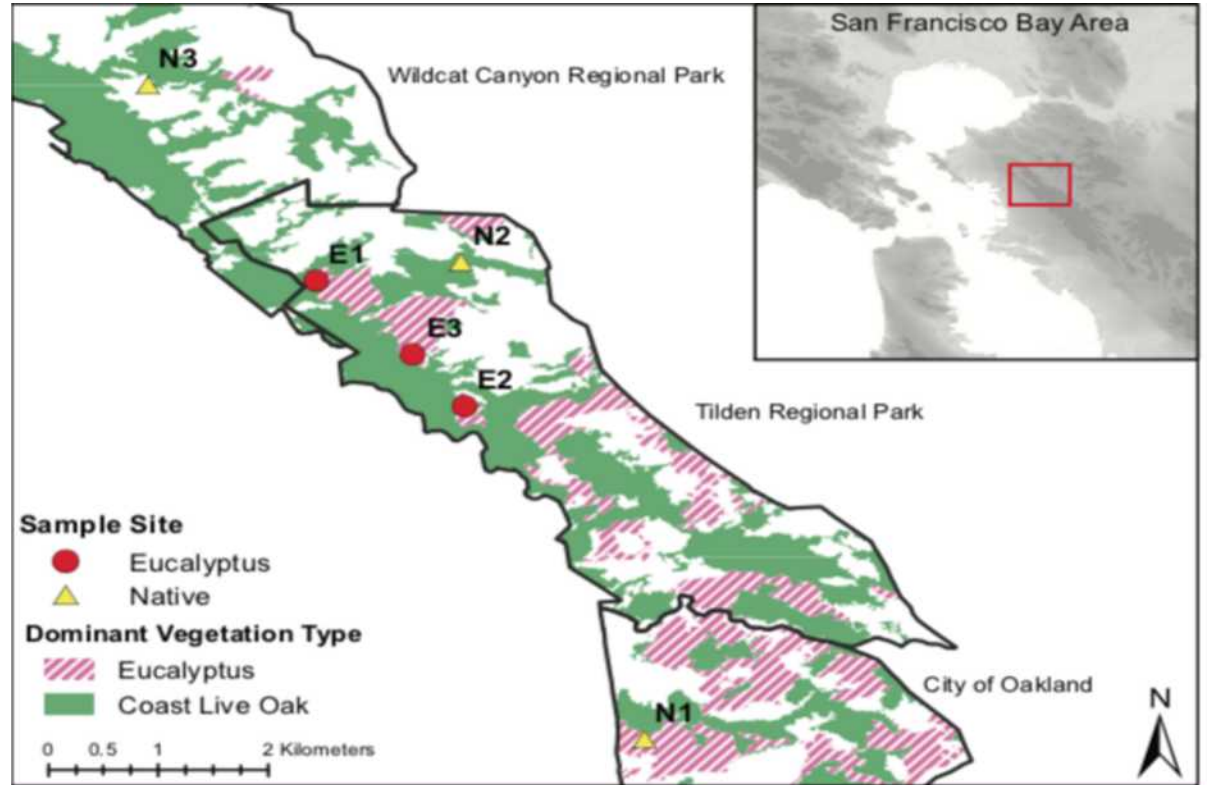 San Francisco Bay Area
N3
Wildcat Canyon Regional Park
N2
E1
E3
E2
Tilden Regional Park
Sample Site
Eucalyptus
Native
Dominant Vegetation Type
Eucalyptus
Coast Live Oak
City of Oakland
N1
N
0 0.5 1 2 Kilometers